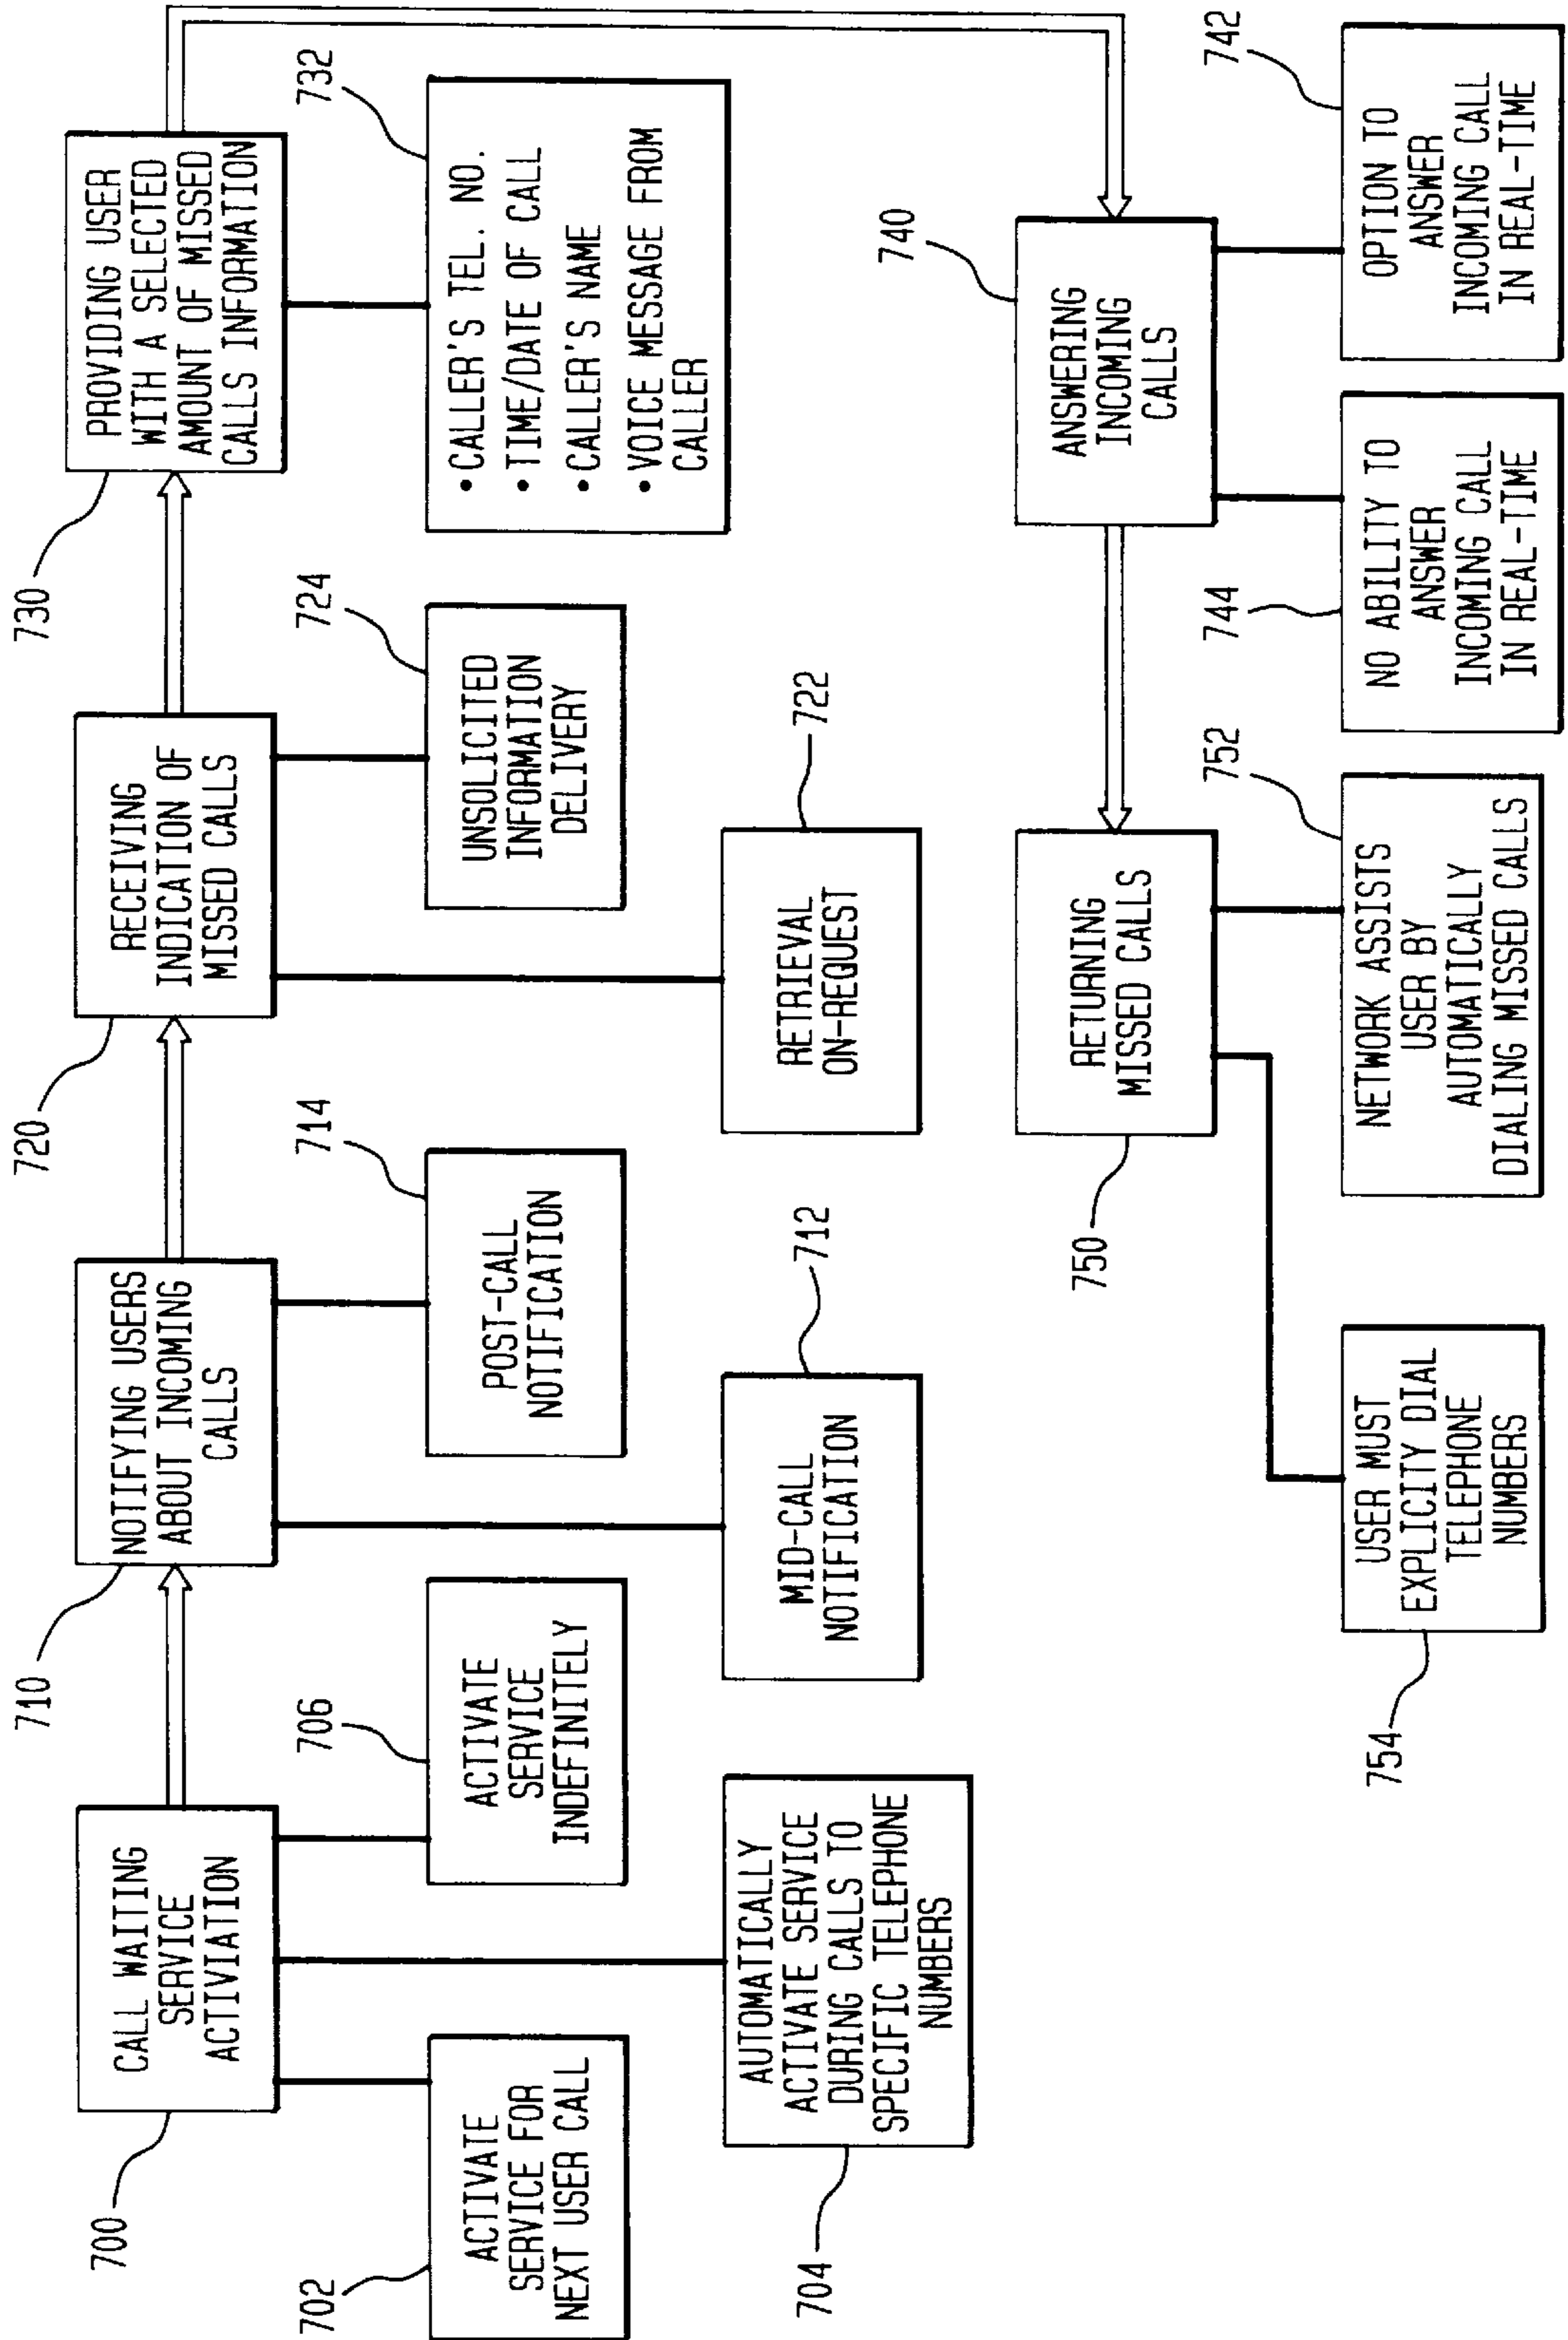 700
CALL WAITING
SERVICE
ACTIVIATION
702
ACTIVATE
SERVICE FOR
NEXT USER CALL
704
AUTOMATICALLY
ACTIVATE SERVICE
DURING CALLS TO
SPECIFIC TELEPHONE
NUMBERS
706
ACTIVATE
SERVICE
INDEFINITELY
710
NOTIFYING USERS
ABOUT INCOMING
CALLS
712
MID-CALL
NOTIFICATION
714
POST-CALL
NOTIFICATION
720
RECEIVING
INDICATION OF
MISSED CALLS
722
RETRIEVAL
ON-REQUEST
724
UNSOLICITED
INFORMATION
DELIVERY
730
PROVIDING USER
WITH A SELECTED
AMOUNT OF MISSED
CALLS INFORMATION
732
• CALLER'S TEL. NO.
• TIME/DATE OF CALL
• CALLER'S NAME
• VOICE MESSAGE FROM
CALLER
740
ANSWERING
INCOMING
CALLS
742
OPTION TO
ANSWER
INCOMING CALL
IN REAL-TIME
744
NO ABILITY TO
ANSWER
INCOMING CALL
IN REAL-TIME
750
RETURNING
MISSED CALLS
752
NETWORK ASSISTS
USER BY
AUTOMATICALLY
DIALING MISSED CALLS
754
USER MUST
EXPLICITY DIAL
TELEPHONE
NUMBERS